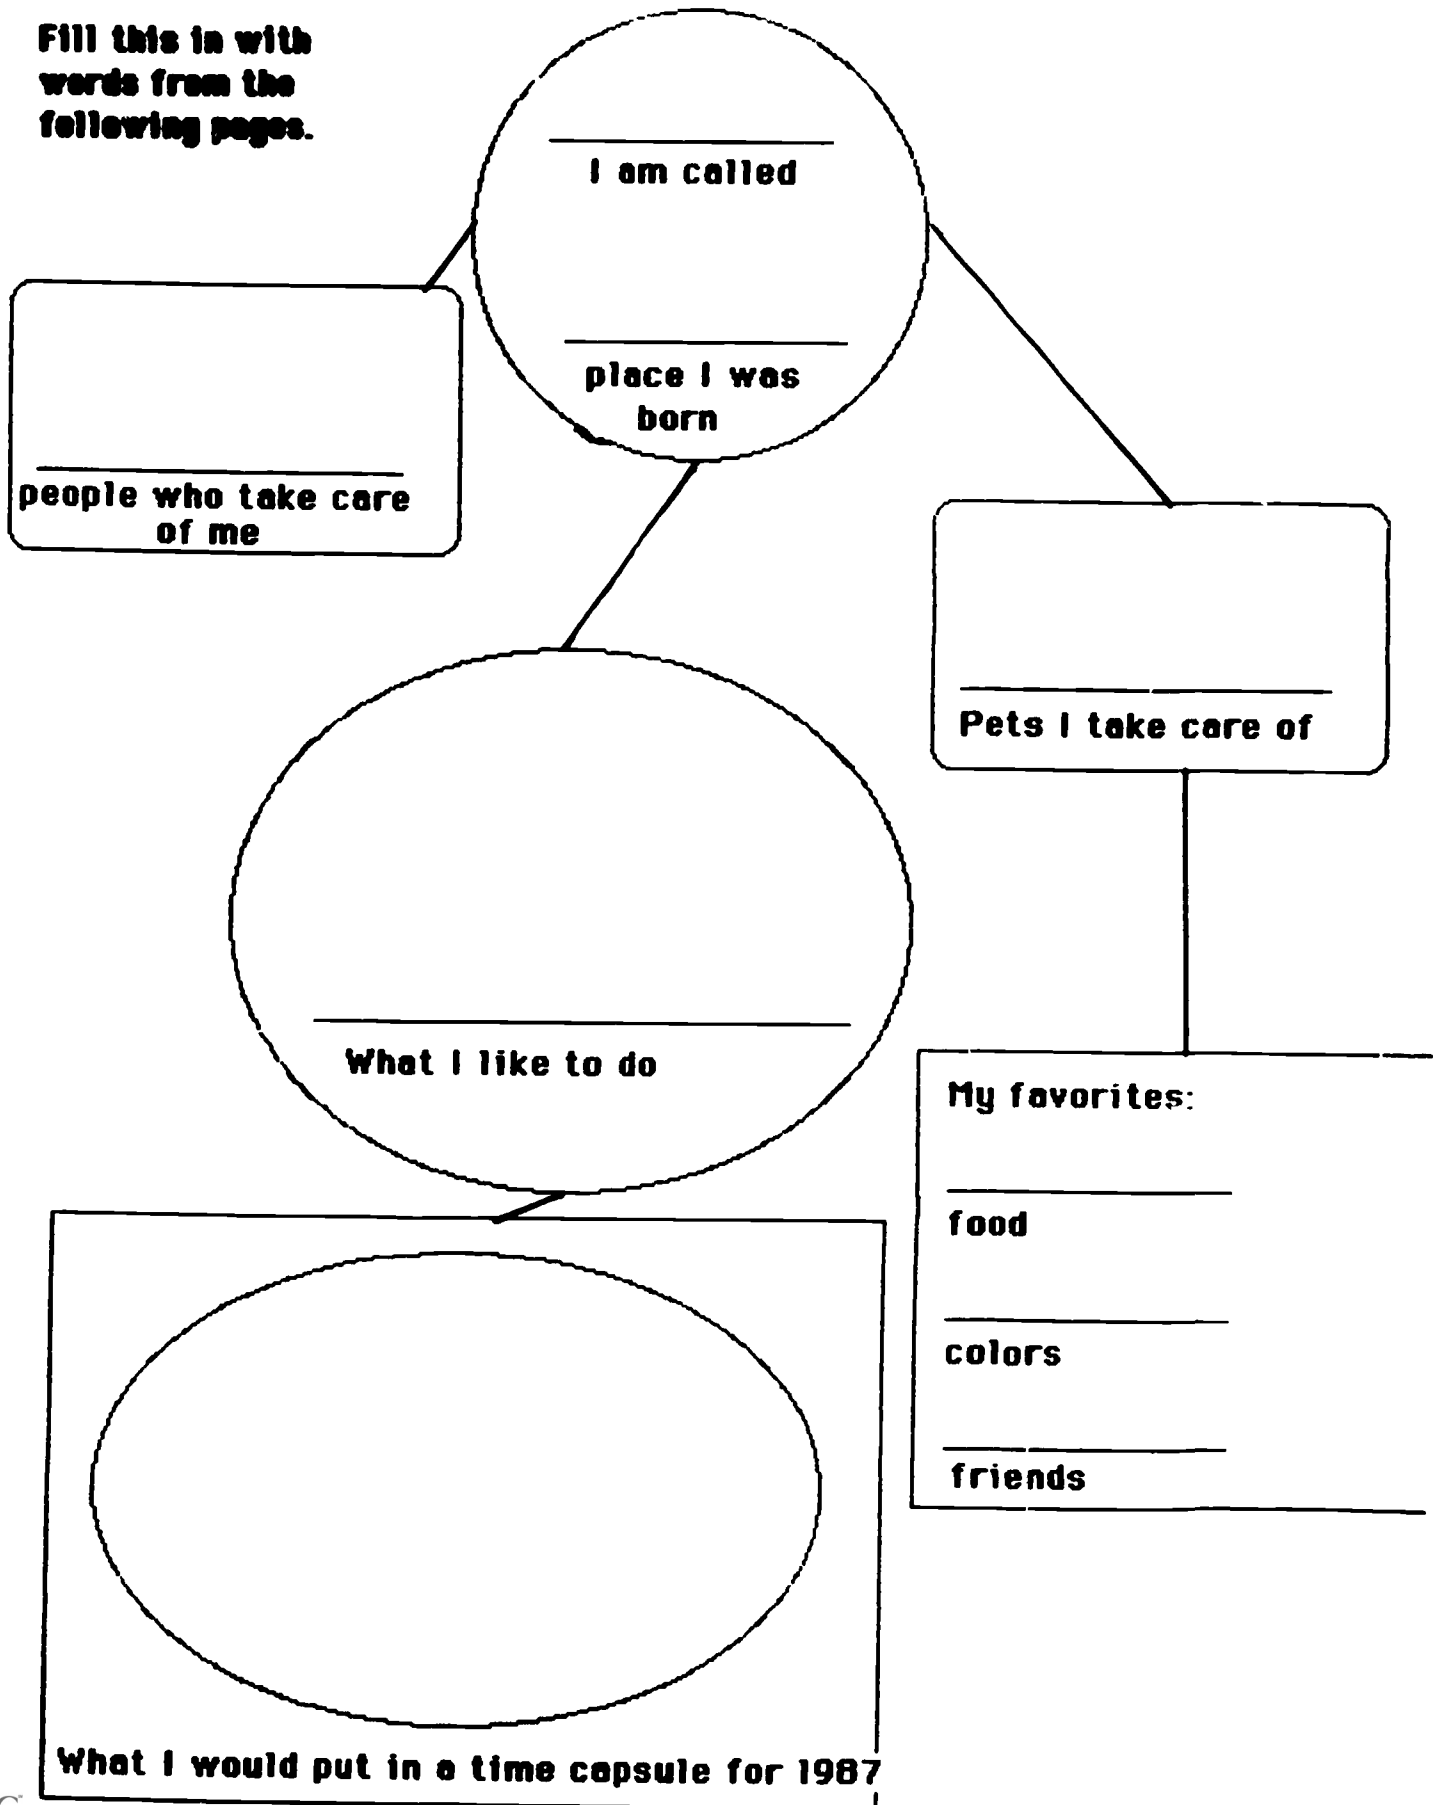 Fill this in with
words from the
following pages.
I am called
place I was
born
people who take care
of me
Pets I take care of
What I like to do
My favorites:
food
colors
friends
What I would put in a time capsule for 1987